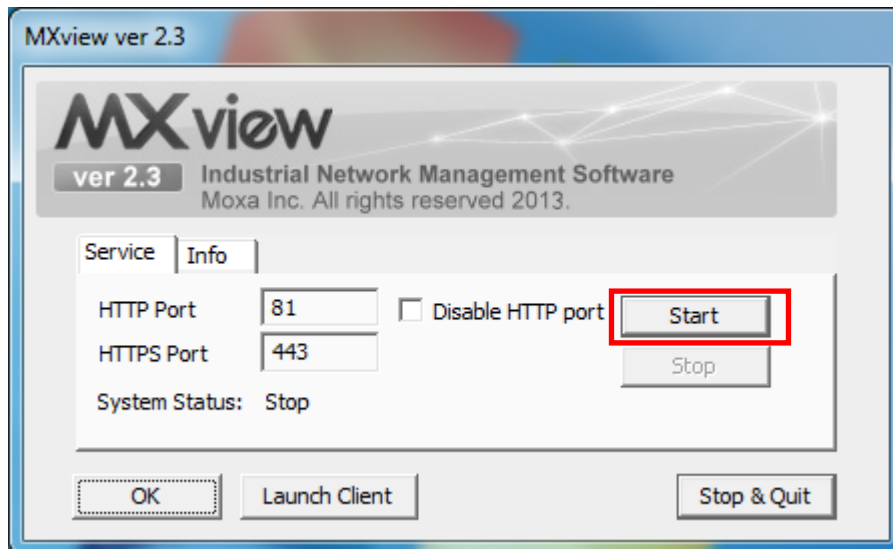 MXview ver 2.3
MXview
ver 2.3 Industrial Network Management Software
Moxa Inc. All rights reserved 2013.
Service Info
HTTP Port 81 Disable HTTP port Start
HTTPS Port 443 Stop
System Status: Stop
OK Launch Client Stop & Quit